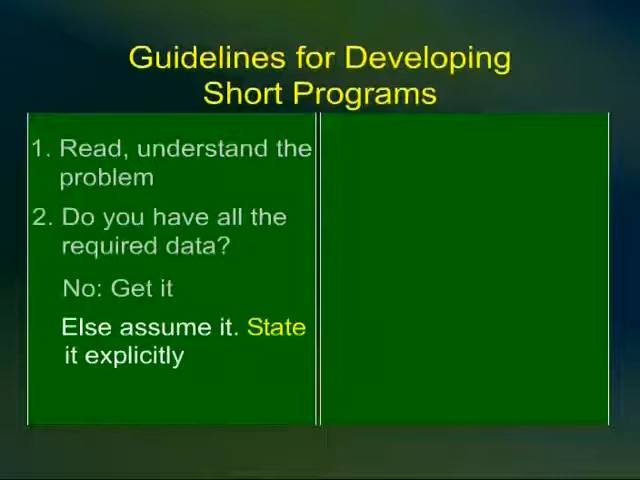 Guidelines for Developing
Short Programs
1. Read, understand the
problem
2. Do you have all the
required data?
No: Get it
Else assume it. State
it explicitly